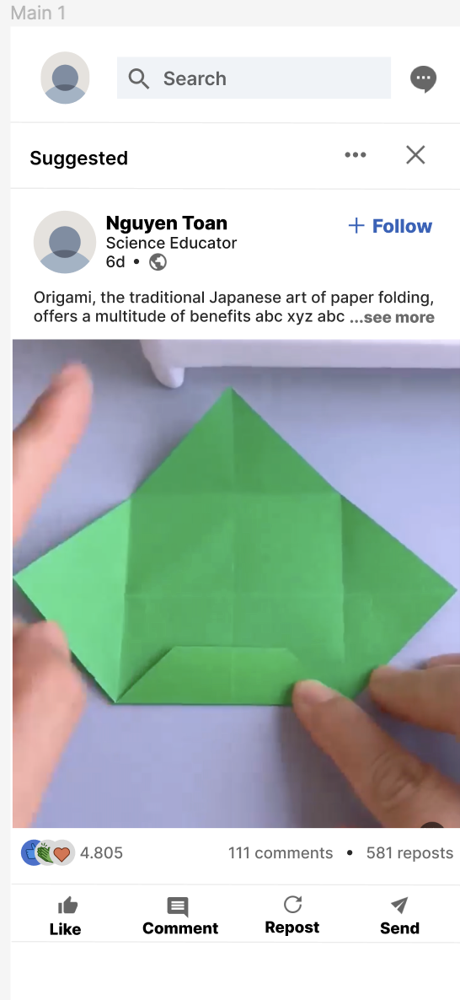 Main 1
Search
Suggested
Nguyen Toan
+ Follow
Science Educator
6d •
Origami, the traditional Japanese art of paper folding,
offers a multitude of benefits abc xyz abc ...see more
4.805
111 comments • 581 reposts
Like
Comment
Repost
Send